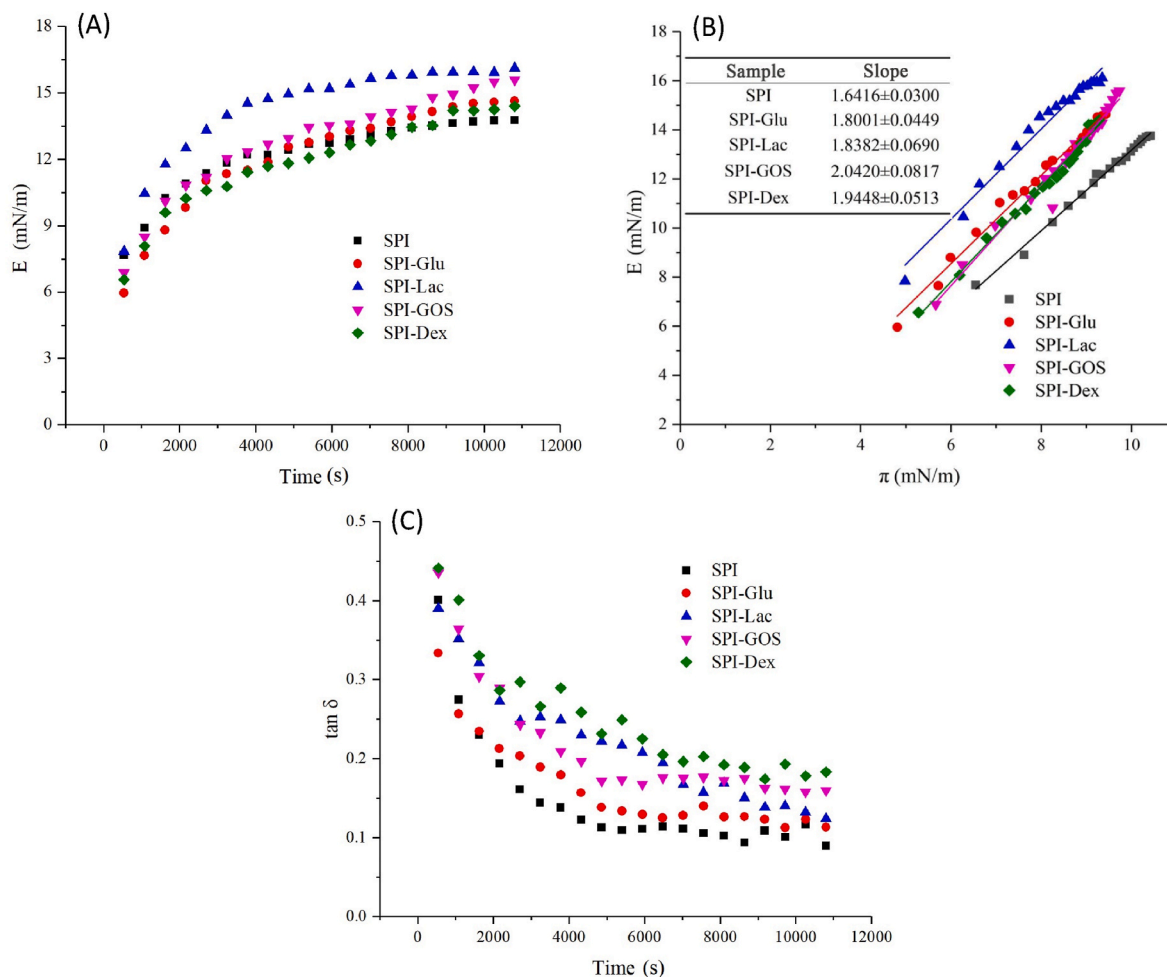 (A)
18
15
12
9
6
3
0
E (mN/m)
SPI
SPI-Glu
SPI-Lac
SPI-GOS
SPI-Dex
0 2000 4000 6000 8000 10000 12000
Time (s)
(B)
18
16
14
12
10
8
6
4
2
E (mN/m)
Sample Slope
SPI 1.6416±0.0300
SPI-Glu 1.8001±0.0449
SPI-Lac 1.8382±0.0690
SPI-GOS 2.0420±0.0817
SPI-Dex 1.9448±0.0513
SPI
SPI-Glu
SPI-Lac
SPI-GOS
SPI-Dex
0 2 4 6 8 10
π (mN/m)
(C)
0.5
0.4
0.3
0.2
0.1
0.0
tan δ
SPI
SPI-Glu
SPI-Lac
SPI-GOS
SPI-Dex
0 2000 4000 6000 8000 10000 12000
Time (s)